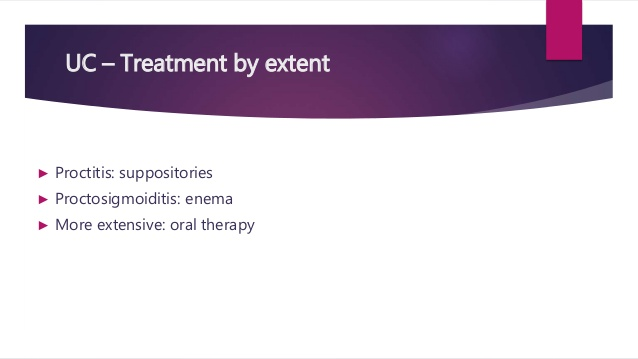 UC – Treatment by extent
► Proctitis: suppositories
► Proctosigmoiditis: enema
► More extensive: oral therapy